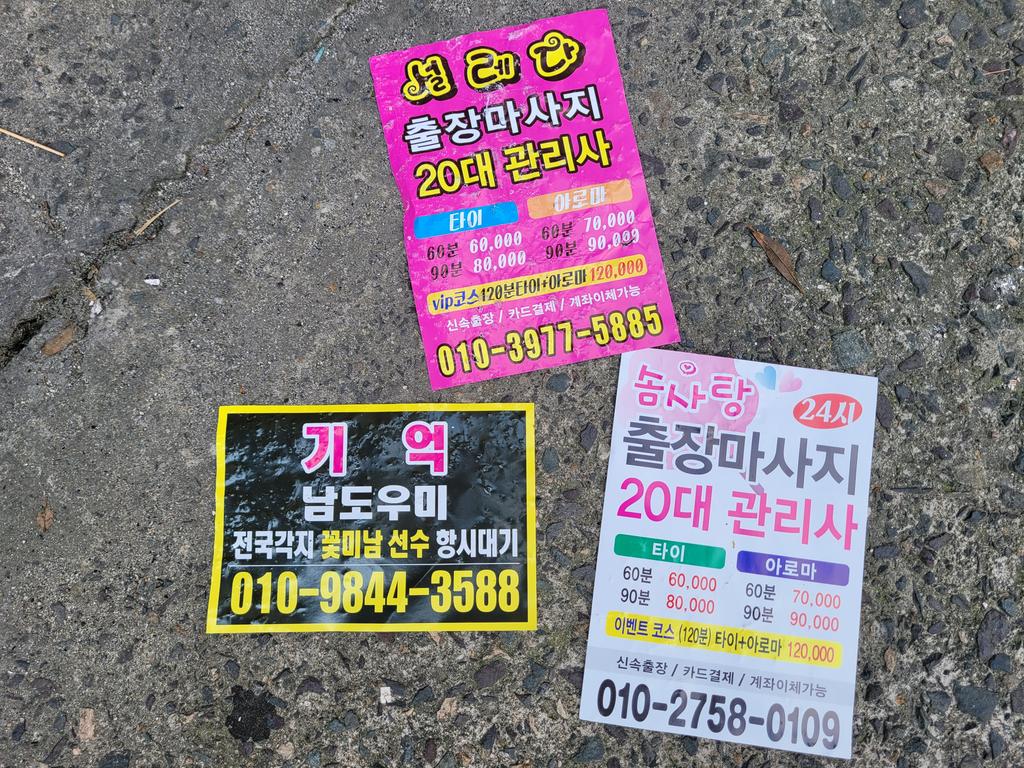 설레다
출장마사지
20대 관리사
타이 아로마
60분 60,000 60분 70,000
90분 80,000 90분 90,000
vip코스120분타이+아로마 120,000
신속출장 / 카드결제 / 계좌이체가능
010-3977-5885
기억
남도우미
전국각지 꽃미남 선수 항시대기
010-9844-3588
솜사탕 24시
출장마사지
20대 관리사
타이 아로마
60분 60,000 60분 70,000
90분 80,000 90분 90,000
이벤트 코스 (120분) 타이+아로마 120,000
신속출장 / 카드결제 / 계좌이체가능
010-2758-0109